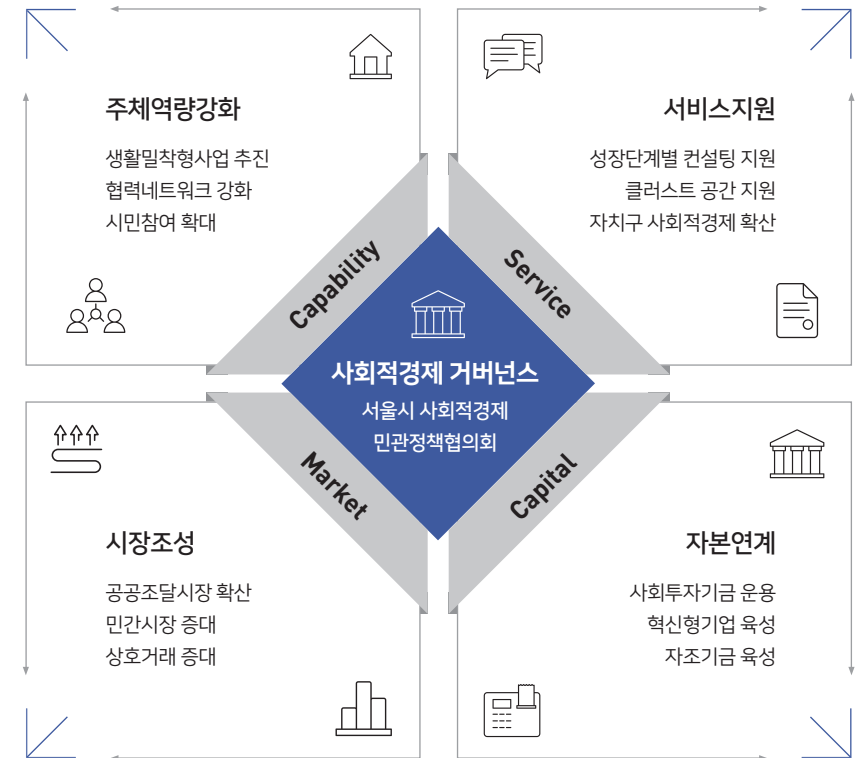 주체역량강화
생활밀착형사업 추진
협력네트워크 강화
시민참여 확대
서비스지원
성장단계별 컨설팅 지원
클러스트 공간 지원
자치구 사회적경제 확산
Capability
Service
사회적경제 거버넌스
서울시 사회적경제
민관정책협의회
Market
Capital
시장조성
공공조달시장 확산
민간시장 증대
상호거래 증대
자본연계
사회투자기금 운용
혁신형기업 육성
자조기금 육성